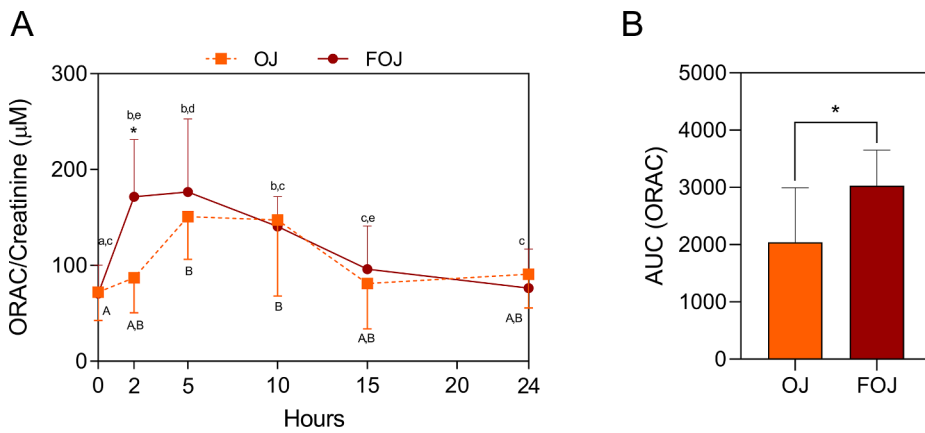 A
OJ
FOJ
ORAC/Creatinine (μM)
300
200
100
0
b,e
*
b,d
b,c
a,c
c,e
c
A
A,B
B
B
A,B
A,B
0
2
5
10
15
20
24
Hours
B
AUC (ORAC)
5000
4000
3000
2000
1000
0
*
OJ
FOJ